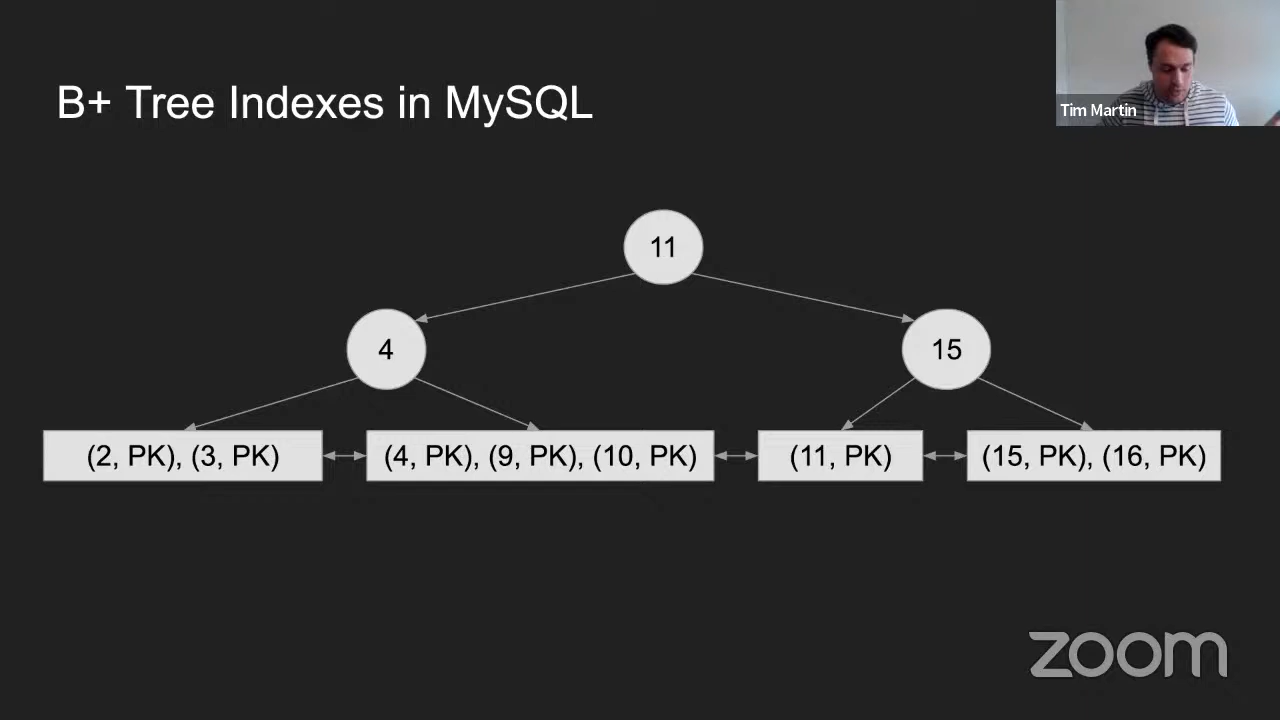 B+ Tree Indexes in MySQL
Tim Martin
11
4
15
(2, PK), (3, PK)
(4, PK), (9, PK), (10, PK)
(11, PK)
(15, PK), (16, PK)
zoom